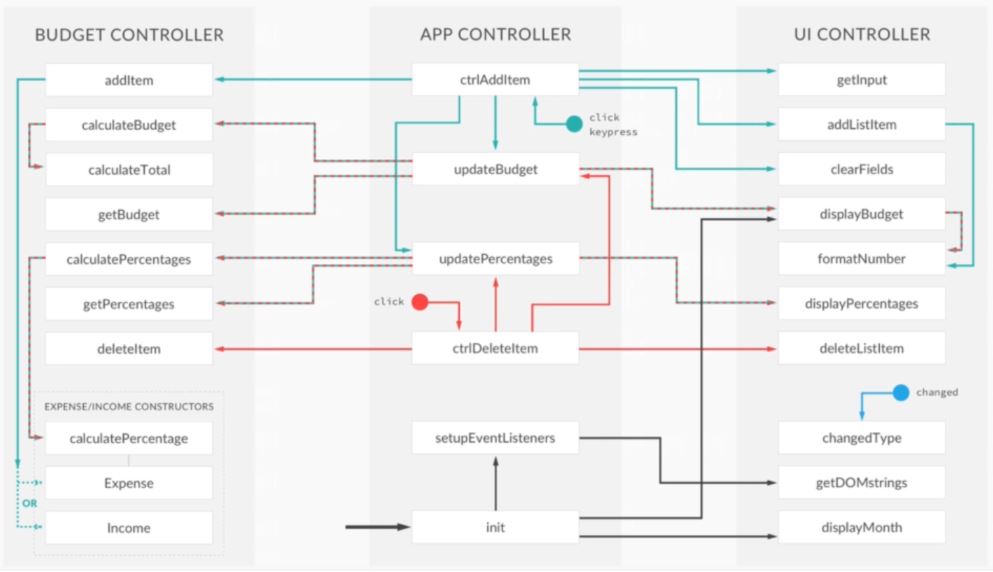 BUDGET CONTROLLER
APP CONTROLLER
UI CONTROLLER
addItem
ctrlAddItem
getInput
calculateBudget
click
keypress
addListItem
calculateTotal
updateBudget
clearFields
getBudget
displayBudget
calculatePercentages
updatePercentages
formatNumber
getPercentages
click
displayPercentages
deleteItem
ctrlDeleteItem
deleteListItem
changed
EXPENSE/INCOME CONSTRUCTORS
calculatePercentage
setupEventListeners
changedType
Expense
getDOMstrings
OR
Income
init
displayMonth